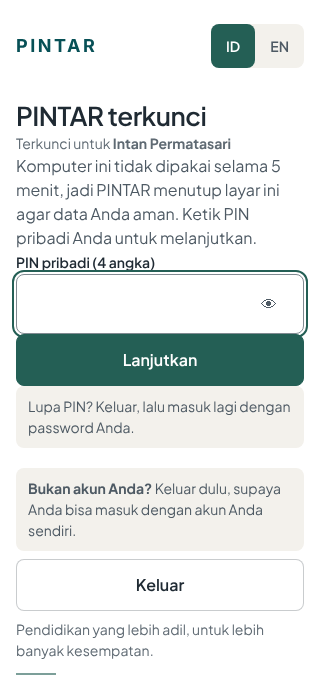 PINTAR
ID EN
PINTAR terkunci
Terkunci untuk Intan Permatasari
Komputer ini tidak dipakai selama 5
menit, jadi PINTAR menutup layar ini
agar data Anda aman. Ketik PIN
pribadi Anda untuk melanjutkan.
PIN pribadi (4 angka)
Lanjutkan
Lupa PIN? Keluar, lalu masuk lagi dengan
password Anda.
Bukan akun Anda? Keluar dulu, supaya
Anda bisa masuk dengan akun Anda
sendiri.
Keluar
Pendidikan yang lebih adil, untuk lebih
banyak kesempatan.